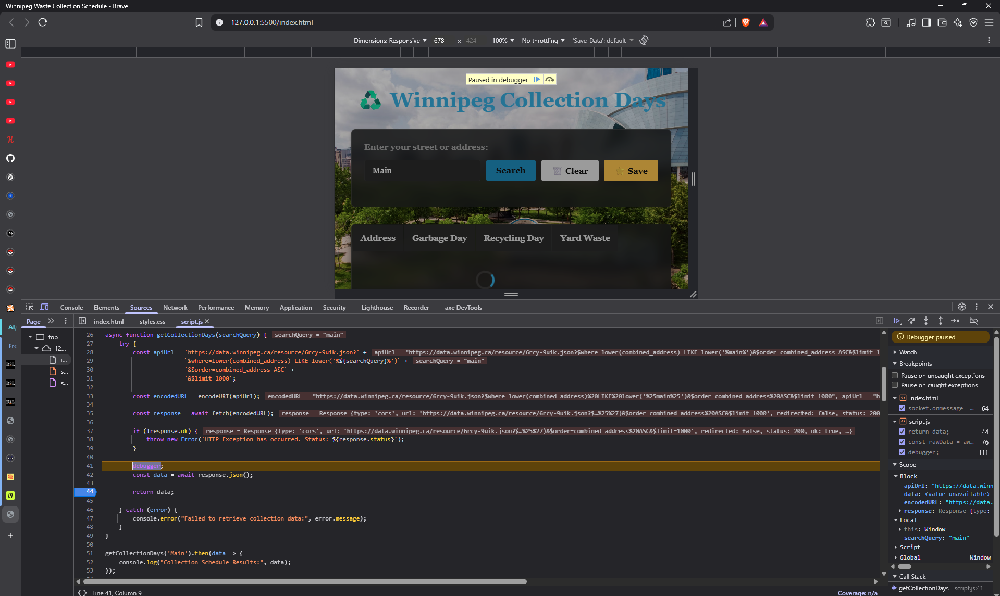 Winnipeg Waste Collection Schedule - Brave
127.0.0.1:5500/index.html
Dimensions: Responsive 678 × 424 100% No throttling 'Save-Data': default
Paused in debugger
Winnipeg Collection Days
Enter your street or address:
Main Search Clear Save
Address Garbage Day Recycling Day Yard Waste
Console Elements Sources Network Performance Memory Application Security Lighthouse Recorder axe DevTools
Page index.html styles.css script.js
top
12...
i...
s...
s...
26 async function getCollectionDays(searchQuery) { searchQuery = "main"
27 try {
28 const apiUrl = `https://data.winnipeg.ca/resource/6rcy-9uik.json?` + apiUrl = "https://data.winnipeg.ca/resource/6rcy-9uik.json?$where=lower(combined_address) LIKE lower('%main%')&$order=combined_address ASC&$limit=1
29 `$where=lower(combined_address) LIKE lower('%${searchQuery}%')` + searchQuery = "main"
30 `&$order=combined_address ASC` +
31 `&$limit=1000`;
32
33 const encodedURL = encodeURI(apiUrl); encodedURL = "https://data.winnipeg.ca/resource/6rcy-9uik.json?$where=lower(combined_address)%20LIKE%20lower('%25main%25')&$order=combined_address%20ASC&$limit=1000", apiUrl = "h
34
35 const response = await fetch(encodedURL); response = Response {type: 'cors', url: 'https://data.winnipeg.ca/resource/6rcy-9uik.json?$…%25%27)&$order=combined_address%20ASC&$limit=1000', redirected: false, status: 200
36
37 if (!response.ok) { response = Response {type: 'cors', url: 'https://data.winnipeg.ca/resource/6rcy-9uik.json?$…%25%27)&$order=combined_address%20ASC&$limit=1000', redirected: false, status: 200, ok: true, …}
38 throw new Error(`HTTP Exception has occurred. Status: ${response.status}`);
39 }
40
41 debugger;
42 const data = await response.json();
43
44 return data;
45
46 } catch (error) {
47 console.error("Failed to retrieve collection data:", error.message);
48 }
49 }
50
51 getCollectionDays('Main').then(data => {
52 console.log("Collection Schedule Results:", data);
53 });
{} Line 41, Column 9 Coverage: n/a
Debugger paused
Watch
Breakpoints
Pause on uncaught exceptions
Pause on caught exceptions
index.html
socket.onmessage =... 64
script.js
return data; 44
const rawData = aw... 76
debugger; 111
Scope
Block
apiUrl: "https://data.winn
data: <value unavailable>
encodedURL: "https://data.
response: Response {type:
Local
this: Window
searchQuery: "main"
Script
Global Window
Call Stack
getCollectionDays script.js:41
AI/
Fr
D2L
D2L
D2L